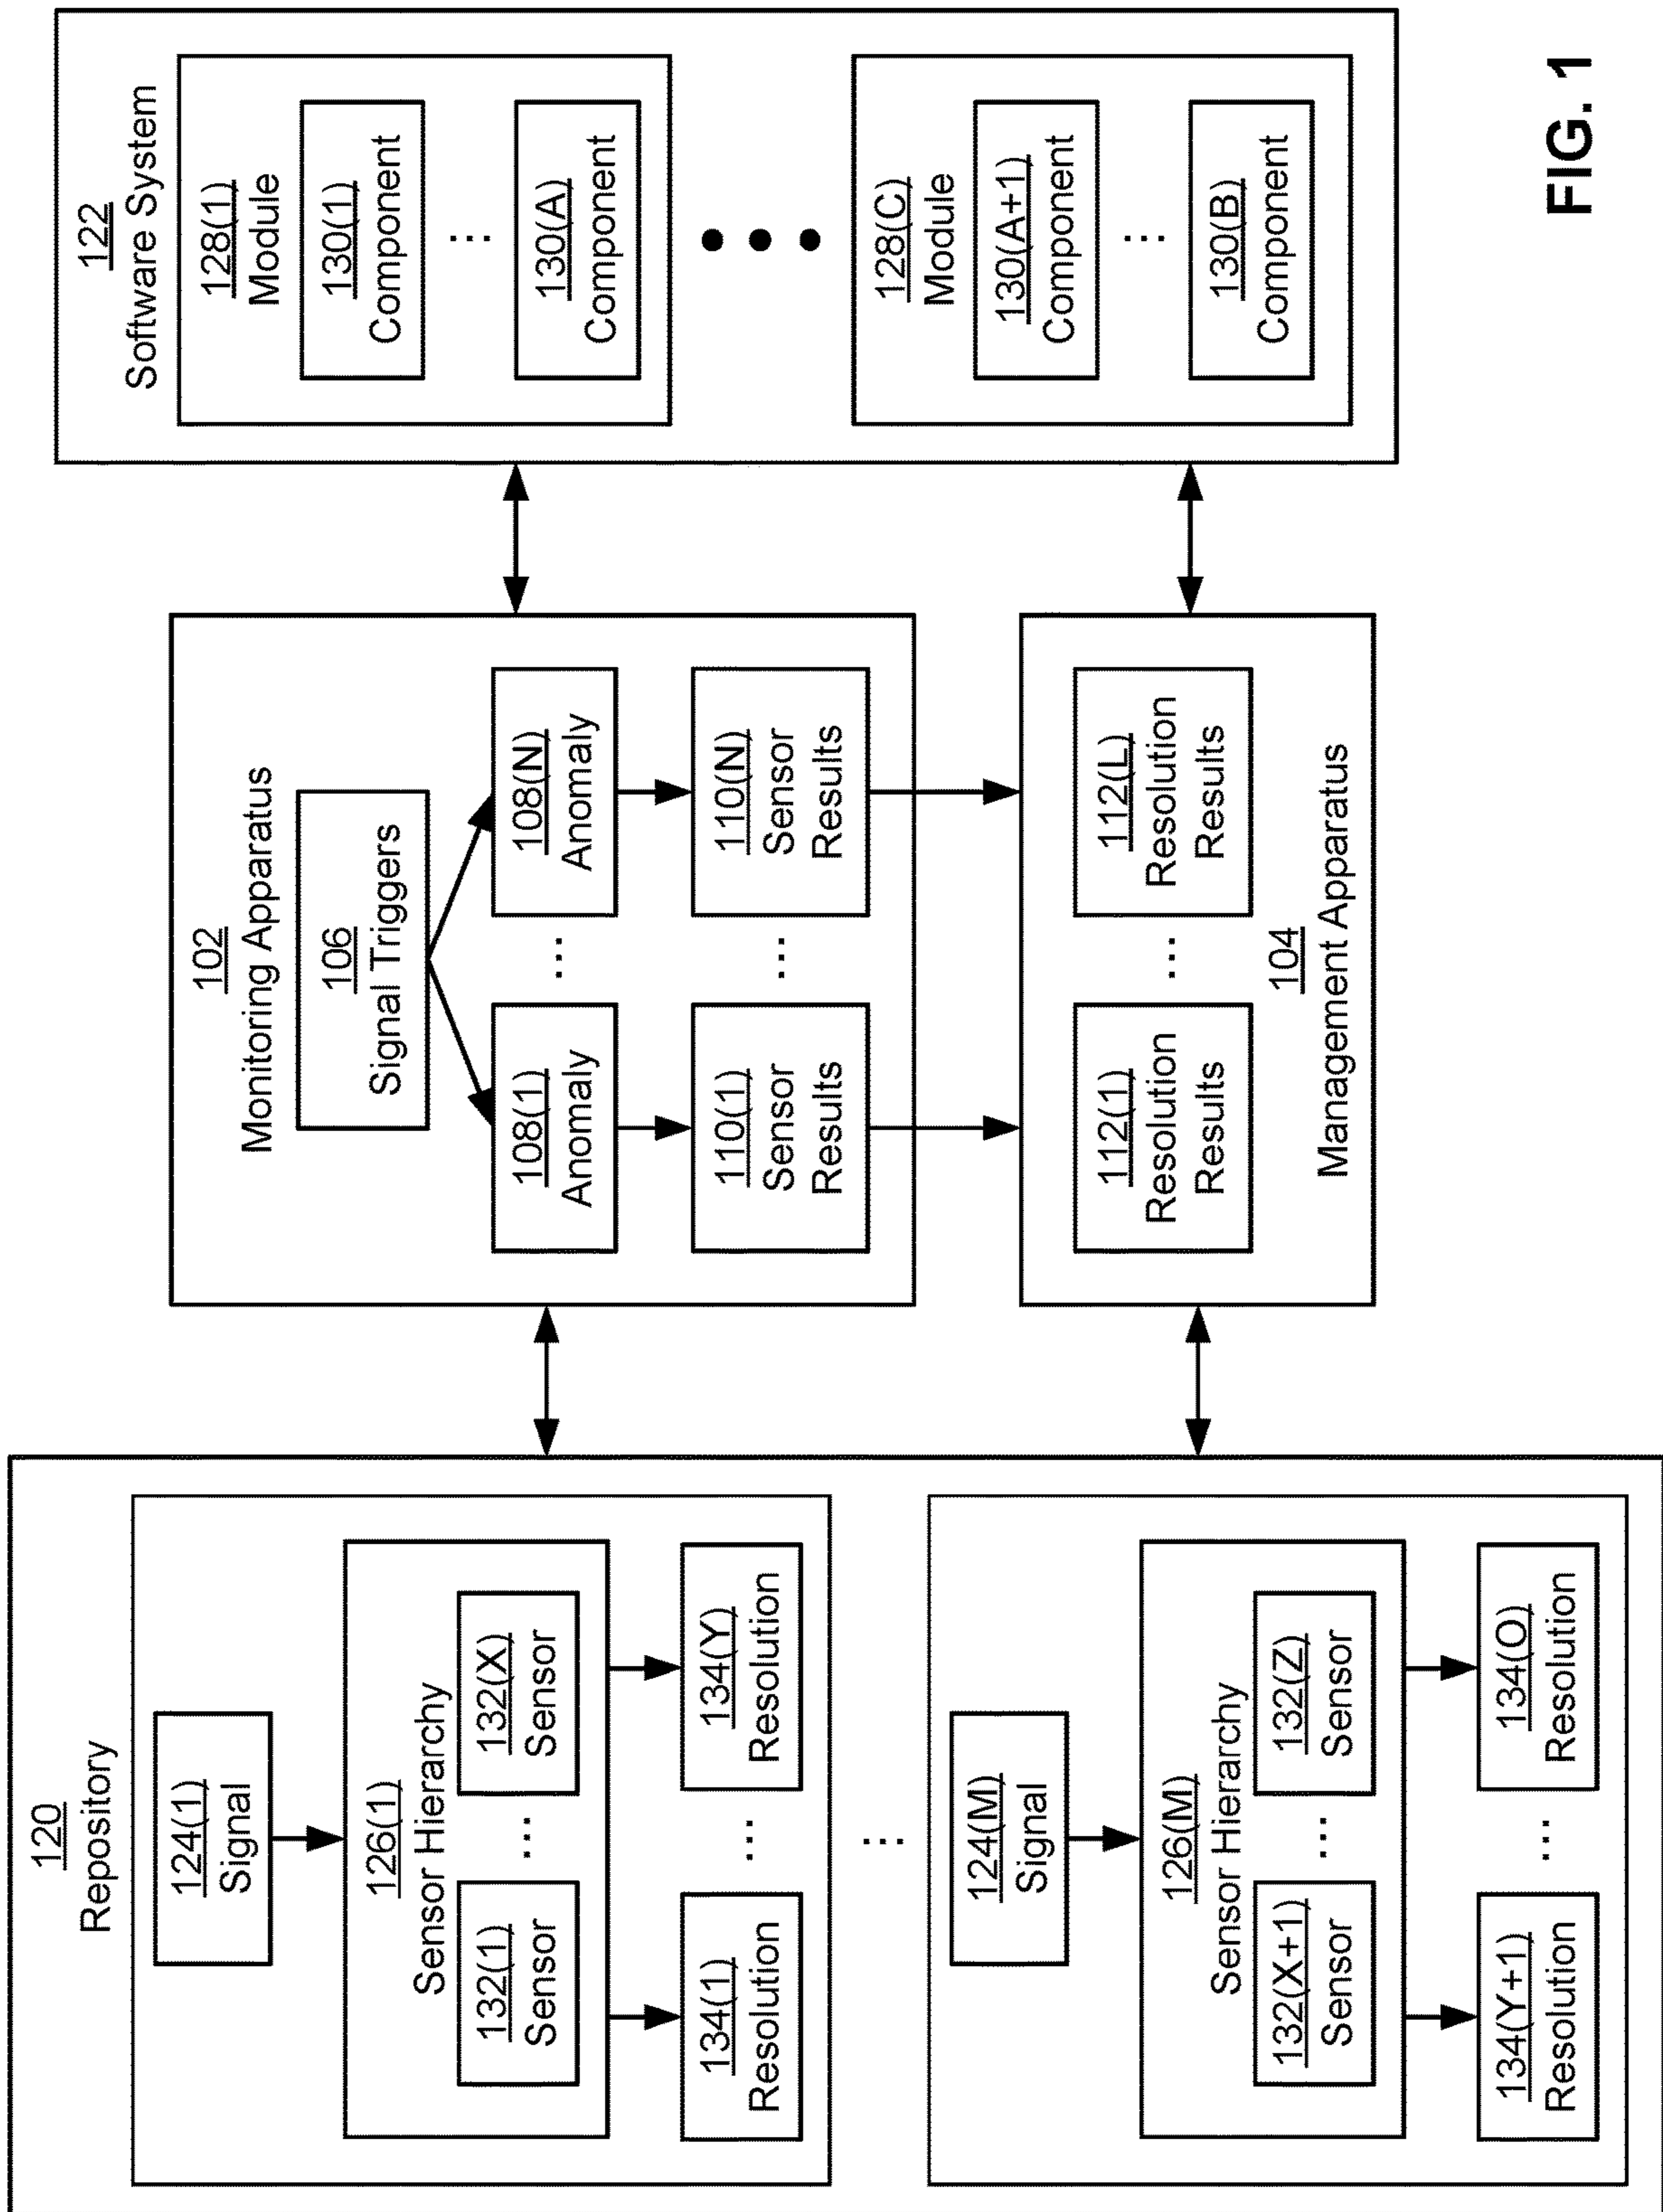 120
Repository
124(1)
Signal
126(1)
Sensor Hierarchy
132(1)
Sensor
...
132(X)
Sensor
134(1)
Resolution
...
134(Y)
Resolution
...
124(M)
Signal
126(M)
Sensor Hierarchy
132(X+1)
Sensor
...
132(Z)
Sensor
134(Y+1)
Resolution
...
134(O)
Resolution
102
Monitoring Apparatus
106
Signal Triggers
108(1)
Anomaly
...
108(N)
Anomaly
110(1)
Sensor
Results
...
110(N)
Sensor
Results
112(1)
Resolution
Results
...
112(L)
Resolution
Results
104
Management Apparatus
122
Software System
128(1)
Module
130(1)
Component
...
130(A)
Component
• • •
128(C)
Module
130(A+1)
Component
...
130(B)
Component
FIG. 1